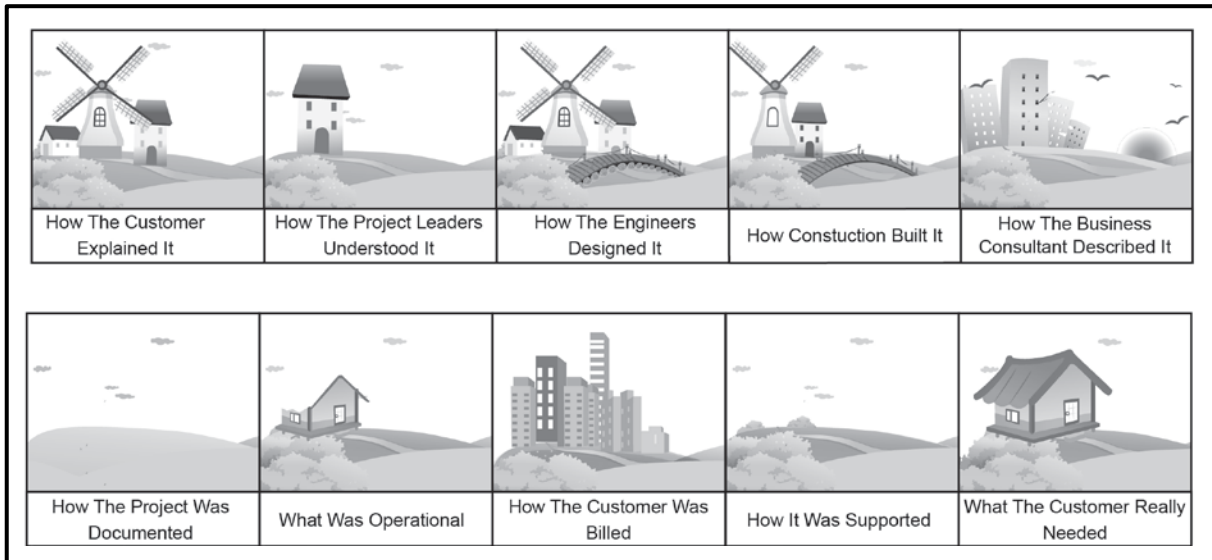 How The Customer
Explained It
How The Project Leaders
Understood It
How The Engineers
Designed It
How Constuction Built It
How The Business
Consultant Described It
How The Project Was
Documented
What Was Operational
How The Customer Was
Billed
How It Was Supported
What The Customer Really
Needed